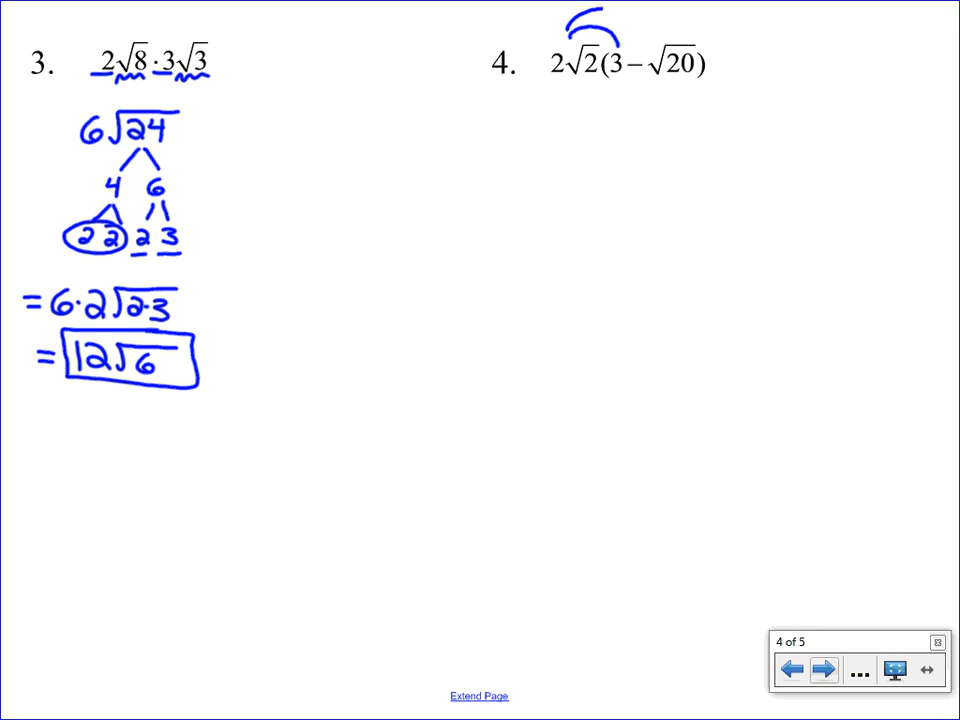 3. 2√8 · 3√3
6√24
4 6
2 2 2 3
= 6·2√2·3
= 12√6
4. 2√2(3 – √20)
4 of 5
...
Extend Page